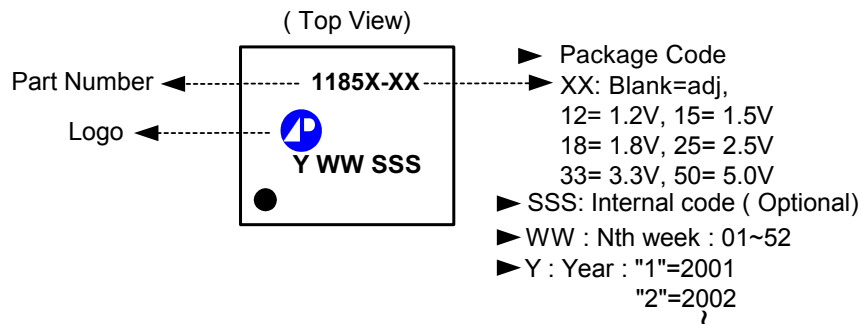 ( Top View)
Part Number
1185X-XX
Logo
Y WW SSS
Package Code
XX: Blank=adj,
12= 1.2V, 15= 1.5V
18= 1.8V, 25= 2.5V
33= 3.3V, 50= 5.0V
SSS: Internal code ( Optional)
WW : Nth week : 01~52
Y : Year : "1"=2001
"2"=2002
~